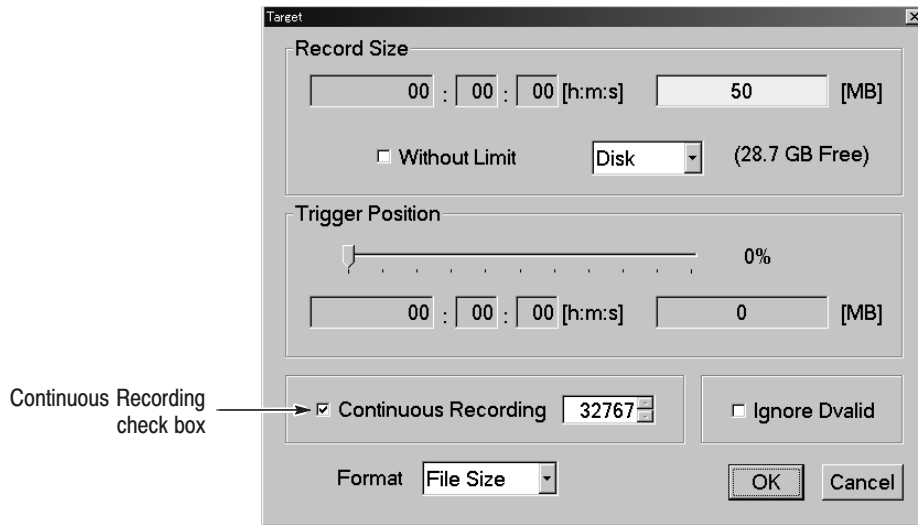 Target
Record Size
00 : 00 : 00 [h:m:s] 50 [MB]
Without Limit Disk (28.7 GB Free)
Trigger Position
0%
00 : 00 : 00 [h:m:s] 0 [MB]
Continuous Recording
check box
Continuous Recording 32767 Ignore Dvalid
Format File Size OK Cancel